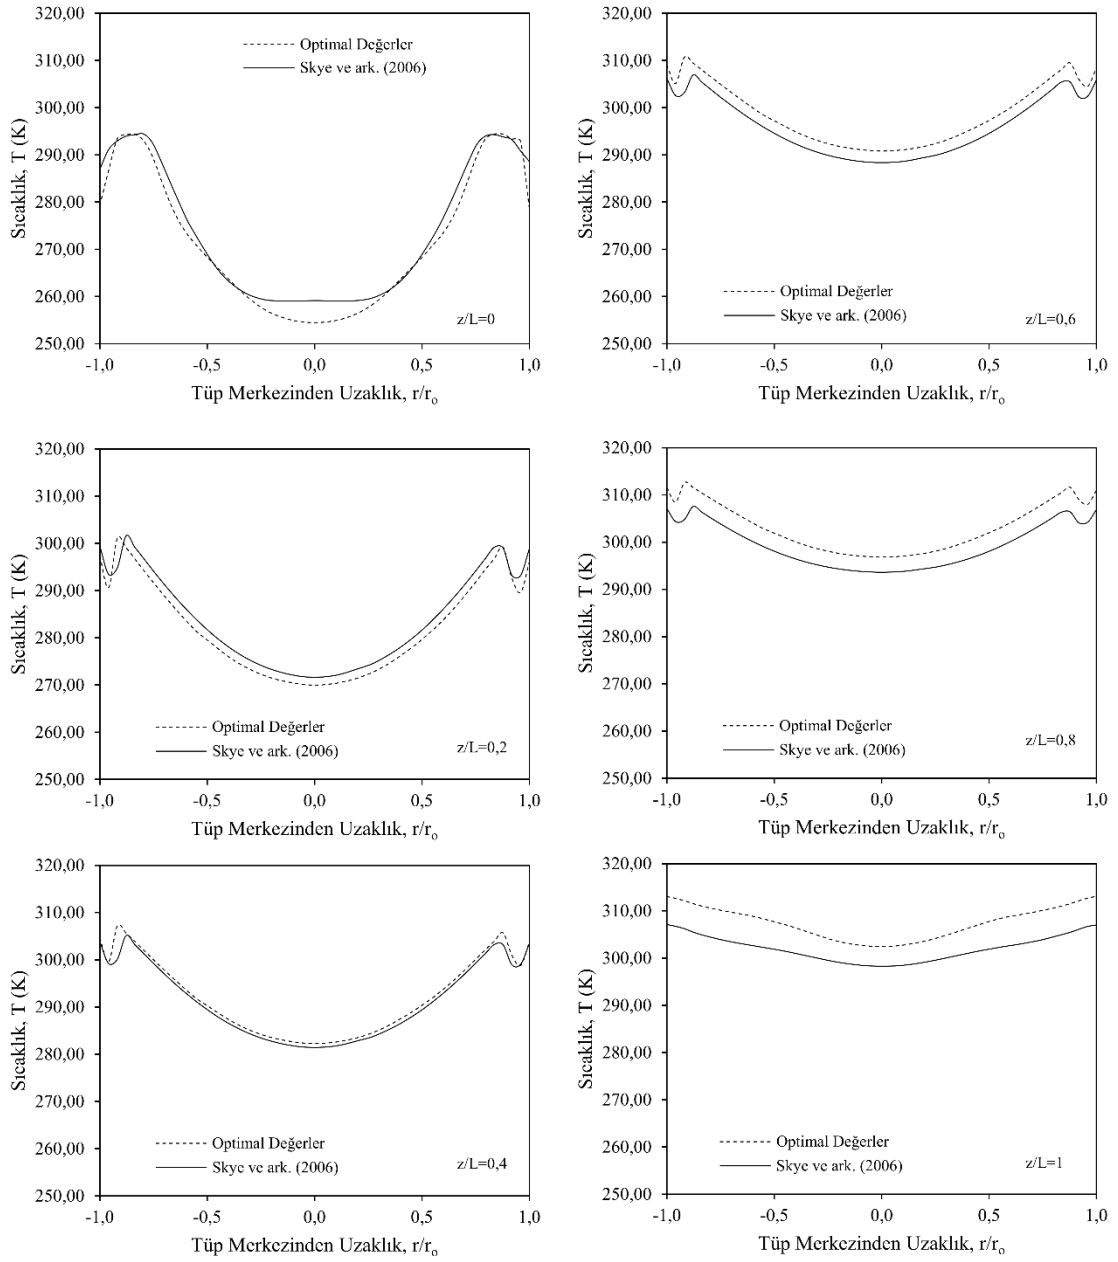 320,00
310,00
300,00
290,00
280,00
270,00
260,00
250,00
Sıcaklık, T (K)
Optimal Değerler
Skye ve ark. (2006)
z/L=0
-1,0 -0,5 0,0 0,5 1,0
Tüp Merkezinden Uzaklık, r/ro
320,00
310,00
300,00
290,00
280,00
270,00
260,00
250,00
Sıcaklık, T (K)
Optimal Değerler
Skye ve ark. (2006)
z/L=0,6
-1,0 -0,5 0,0 0,5 1,0
Tüp Merkezinden Uzaklık, r/ro
320,00
310,00
300,00
290,00
280,00
270,00
260,00
250,00
Sıcaklık, T (K)
Optimal Değerler
Skye ve ark. (2006)
z/L=0,2
-1,0 -0,5 0,0 0,5 1,0
Tüp Merkezinden Uzaklık, r/ro
320,00
310,00
300,00
290,00
280,00
270,00
260,00
250,00
Sıcaklık, T (K)
Optimal Değerler
Skye ve ark. (2006)
z/L=0,8
-1,0 -0,5 0,0 0,5 1,0
Tüp Merkezinden Uzaklık, r/ro
320,00
310,00
300,00
290,00
280,00
270,00
260,00
250,00
Sıcaklık, T (K)
Optimal Değerler
Skye ve ark. (2006)
z/L=0,4
-1,0 -0,5 0,0 0,5 1,0
Tüp Merkezinden Uzaklık, r/ro
320,00
310,00
300,00
290,00
280,00
270,00
260,00
250,00
Sıcaklık, T (K)
Optimal Değerler
Skye ve ark. (2006)
z/L=1
-1,0 -0,5 0,0 0,5 1,0
Tüp Merkezinden Uzaklık, r/ro